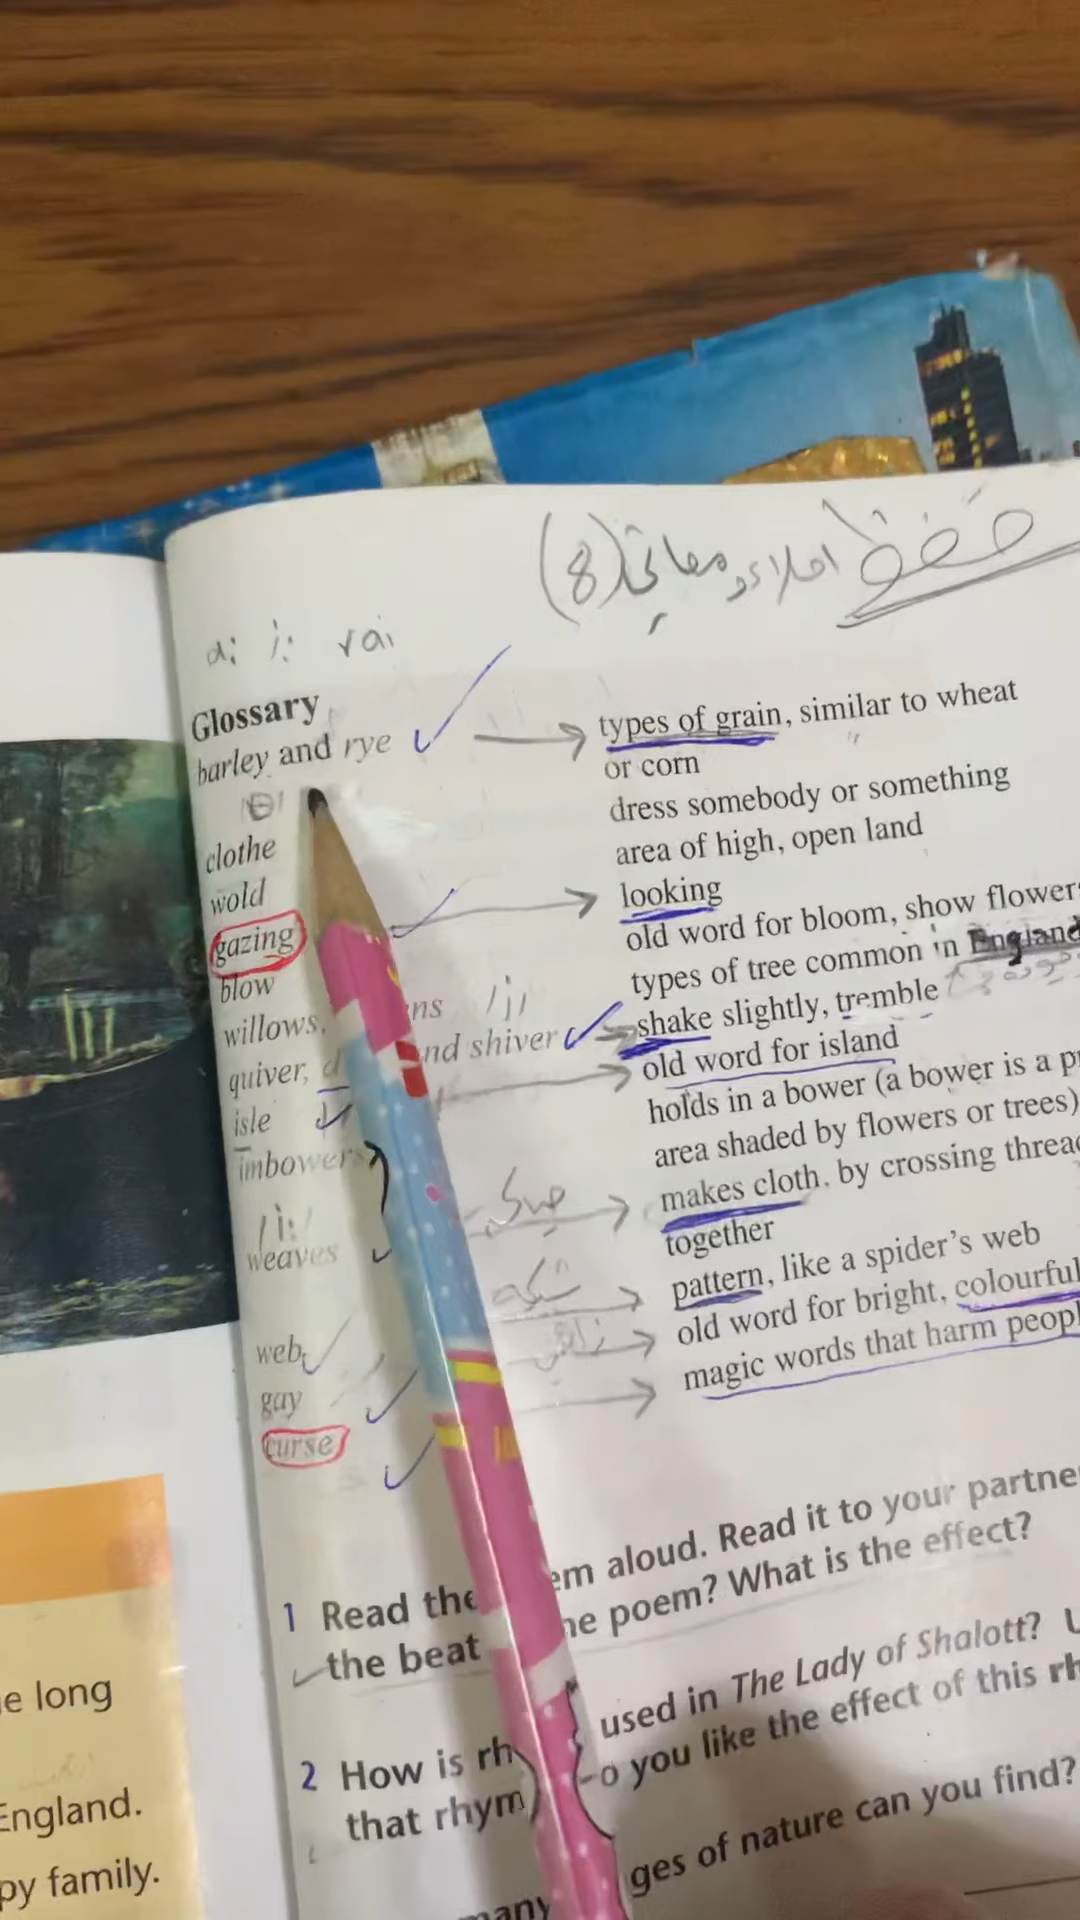 حفظ املاء ومعاني (8)
a: i: rai
Glossary
barley and rye
types of grain, similar to wheat
or corn
clothe
dress somebody or something
wold
area of high, open land
gazing
looking
blow
old word for bloom, show flowers
willows,
ns /i/
types of tree common in England
quiver, d
nd shiver
shake slightly, tremble
isle
old word for island
imbowers
holds in a bower (a bower is a
area shaded by flowers or trees)
/i:/
weaves
makes cloth, by crossing
together
web
شبكة
pattern, like a spider's web
gay
old word for bright, colourful
curse
magic words that harm
1 Read the
em aloud. Read it to your
the beat
he poem? What is the effect?
2 How is rh
used in The Lady of Shalott?
that rhym
o you like the effect of this
many
ges of nature can you find?
e long
England.
py family.